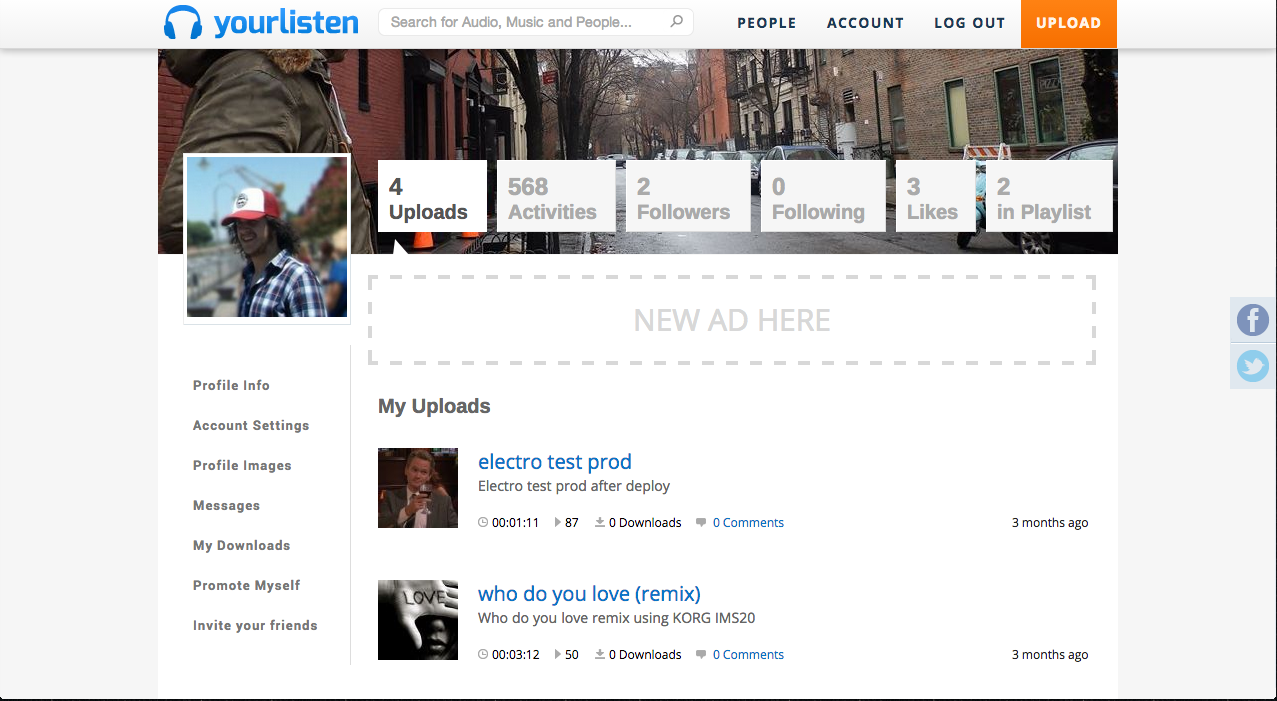 yourlisten
Search for Audio, Music and People...
PEOPLE
ACCOUNT
LOG OUT
UPLOAD
PIZZ
4
Uploads
568
Activities
2
Followers
0
Following
3
Likes
2
in Playlist
NEW AD HERE
Profile Info
Account Settings
Profile Images
Messages
My Downloads
Promote Myself
Invite your friends
My Uploads
electro test prod
Electro test prod after deploy
00:01:11 87 0 Downloads 0 Comments 3 months ago
LOVE
who do you love (remix)
Who do you love remix using KORG IMS20
00:03:12 50 0 Downloads 0 Comments 3 months ago